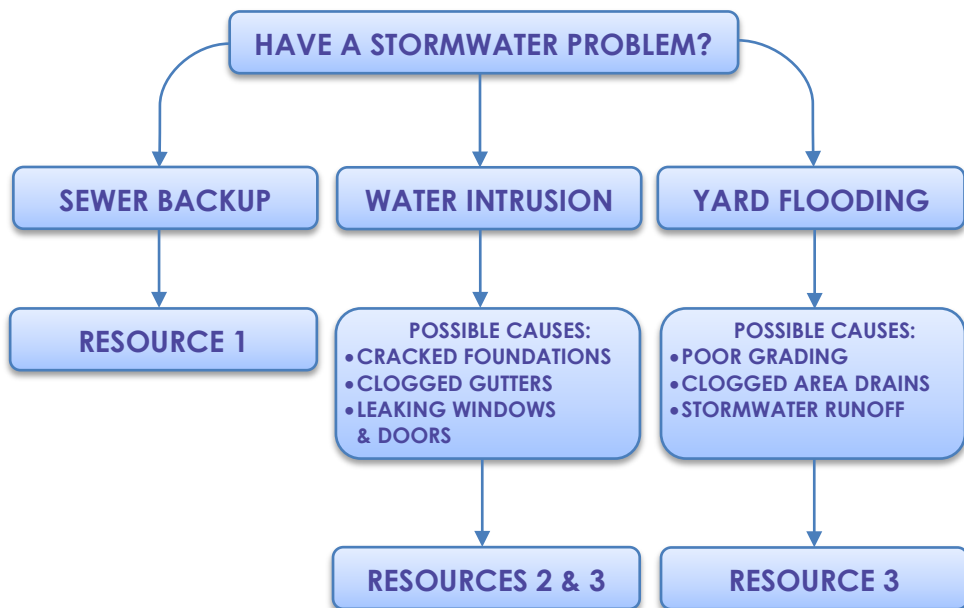 HAVE A STORMWATER PROBLEM?
SEWER BACKUP
WATER INTRUSION
YARD FLOODING
RESOURCE 1
POSSIBLE CAUSES:
•CRACKED FOUNDATIONS
•CLOGGED GUTTERS
•LEAKING WINDOWS
& DOORS
POSSIBLE CAUSES:
•POOR GRADING
•CLOGGED AREA DRAINS
•STORMWATER RUNOFF
RESOURCES 2 & 3
RESOURCE 3